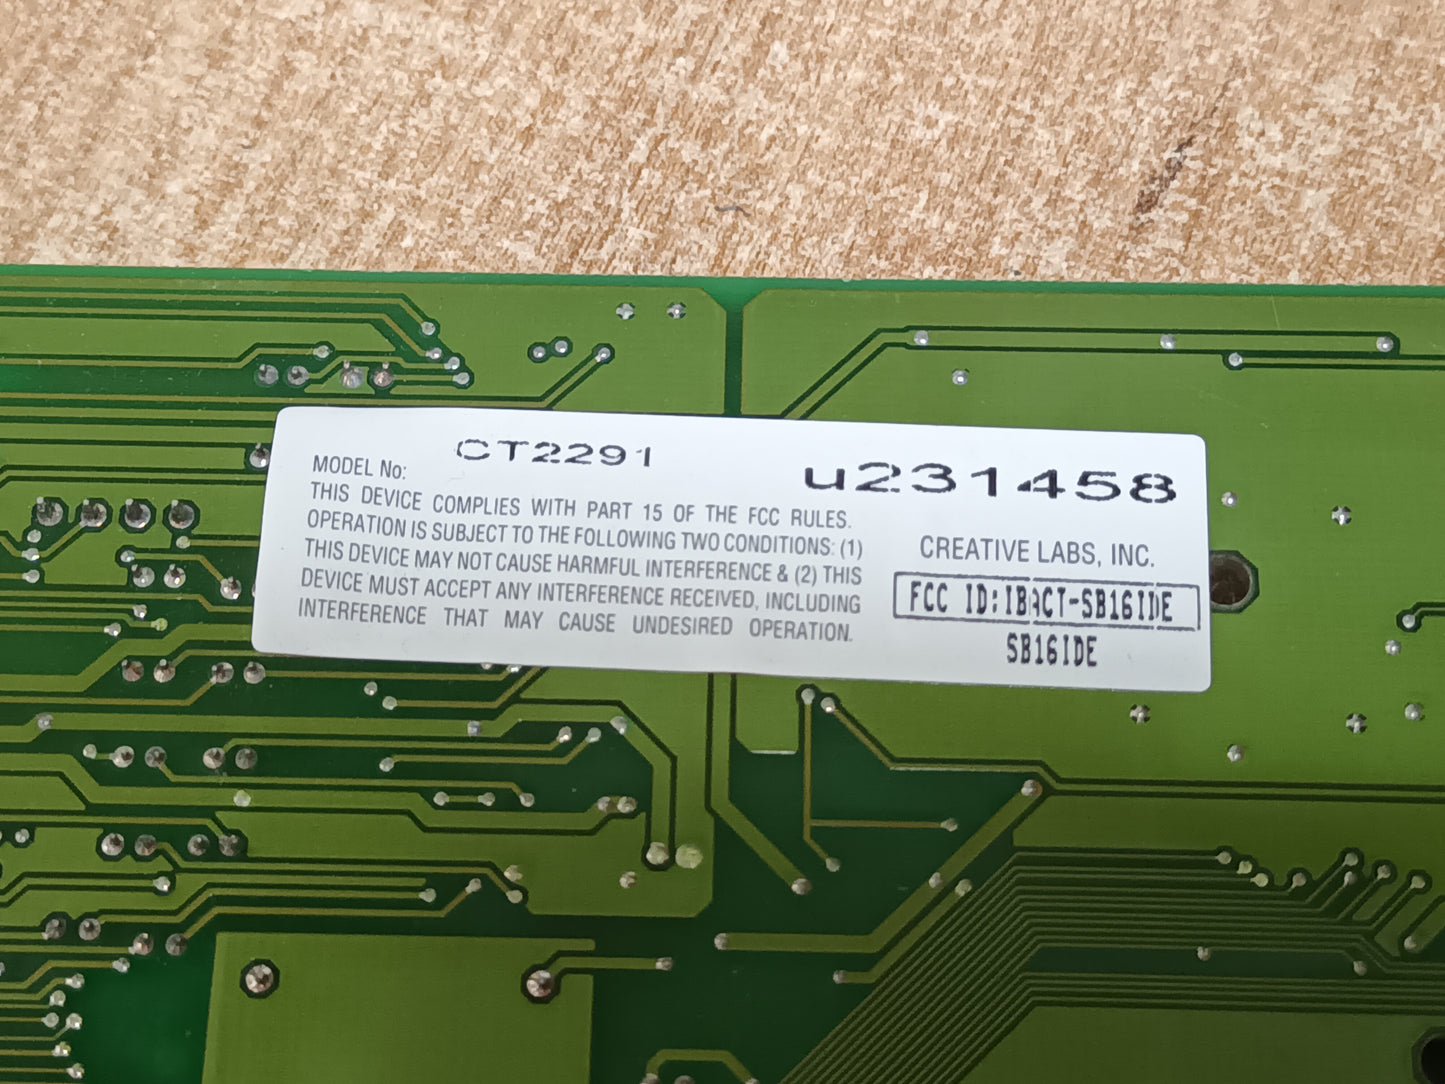 MODEL No: CT2291
u231458
THIS DEVICE COMPLIES WITH PART 15 OF THE FCC RULES.
OPERATION IS SUBJECT TO THE FOLLOWING TWO CONDITIONS: (1)
THIS DEVICE MAY NOT CAUSE HARMFUL INTERFERENCE & (2) THIS
DEVICE MUST ACCEPT ANY INTERFERENCE RECEIVED, INCLUDING
INTERFERENCE THAT MAY CAUSE UNDESIRED OPERATION.
CREATIVE LABS, INC.
FCC ID:IBACT-SB16IDE
SB16IDE